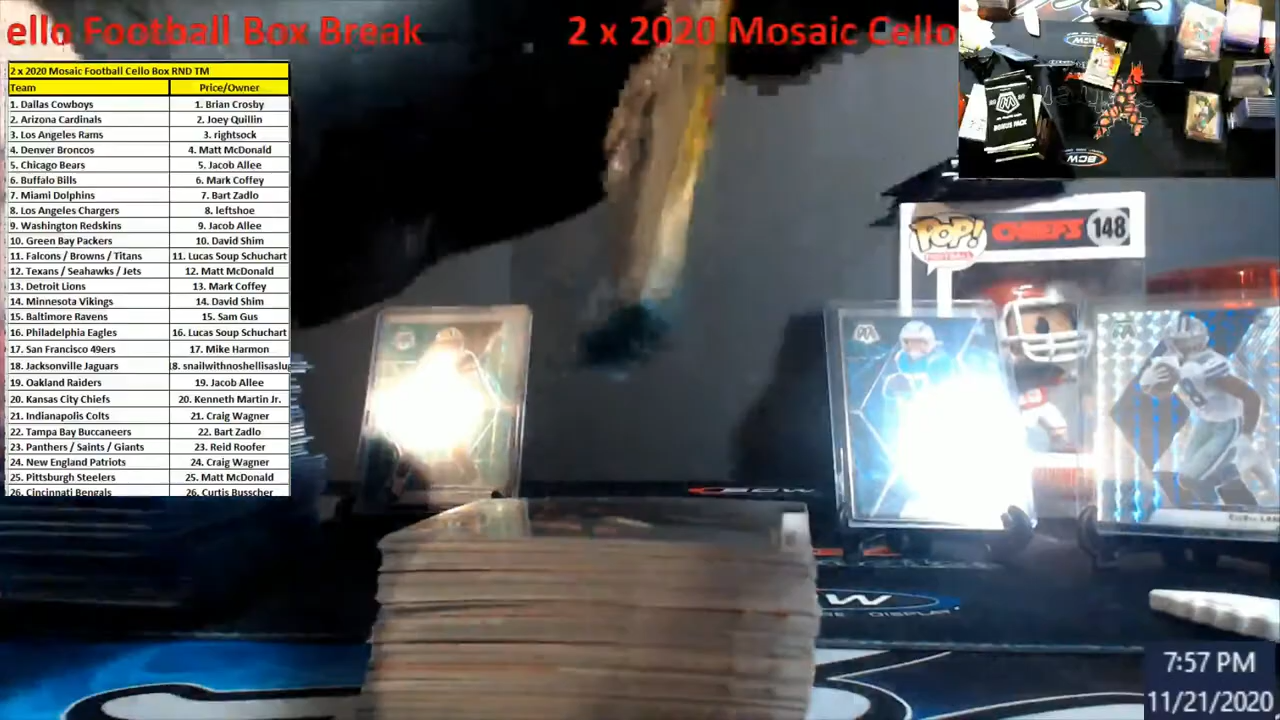 ello Football Box Break 2 x 2020 Mosaic Cello
2 x 2020 Mosaic Football Cello Box RND TM
Team Price/Owner
1. Dallas Cowboys 1. Brian Crosby
2. Arizona Cardinals 2. Joey Quillin
3. Los Angeles Rams 3. rightsock
4. Denver Broncos 4. Matt McDonald
5. Chicago Bears 5. Jacob Allee
6. Buffalo Bills 6. Mark Coffey
7. Miami Dolphins 7. Bart Zadlo
8. Los Angeles Chargers 8. leftshoe
9. Washington Redskins 9. Jacob Allee
10. Green Bay Packers 10. David Shim
11. Falcons / Browns / Titans 11. Lucas Soup Schuchart
12. Texans / Seahawks / Jets 12. Matt McDonald
13. Detroit Lions 13. Mark Coffey
14. Minnesota Vikings 14. David Shim
15. Baltimore Ravens 15. Sam Gus
16. Philadelphia Eagles 16. Lucas Soup Schuchart
17. San Francisco 49ers 17. Mike Harmon
18. Jacksonville Jaguars 18. snailwithnoshellisaslu
19. Oakland Raiders 19. Jacob Allee
20. Kansas City Chiefs 20. Kenneth Martin Jr.
21. Indianapolis Colts 21. Craig Wagner
22. Tampa Bay Buccaneers 22. Bart Zadlo
23. Panthers / Saints / Giants 23. Reid Roofer
24. New England Patriots 24. Craig Wagner
25. Pittsburgh Steelers 25. Matt McDonald
26. Cincinnati Bengals 26. Curtis Busscher
BONUS PACK
BCW
POP!
FOOTBALL
CHIEFS 148
BCW
DISPLAY
7:57 PM
11/21/2020